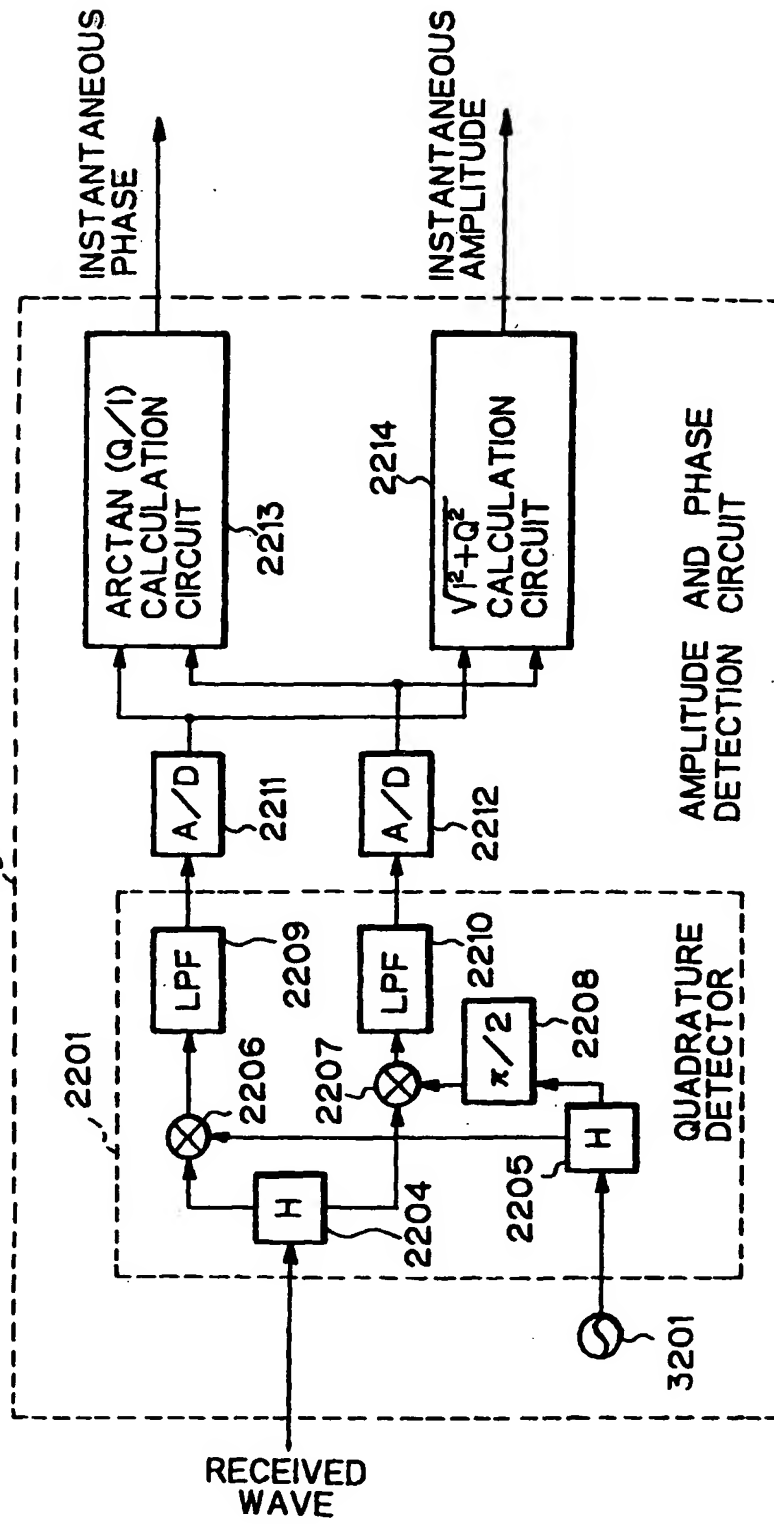 RECEIVED
WAVE
3201
2201
H
2204
H
2205
2206
2207
π/2
2208
LPF
2209
LPF
2210
QUADRATURE
DETECTOR
A/D
2211
A/D
2212
ARCTAN (Q/I)
CALCULATION
CIRCUIT
2213
√I²+Q²
CALCULATION
CIRCUIT
2214
AMPLITUDE AND PHASE
DETECTION CIRCUIT
INSTANTANEOUS
PHASE
INSTANTANEOUS
AMPLITUDE